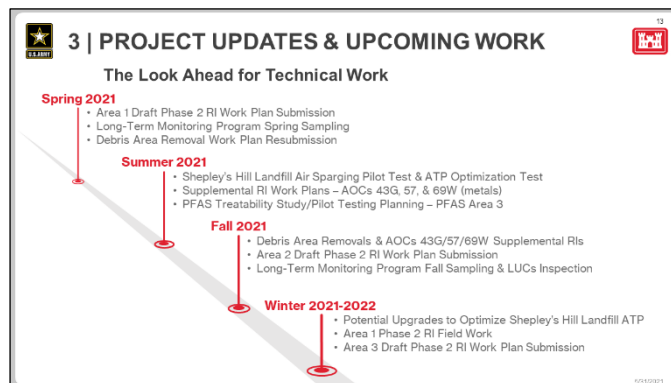 13
U.S. ARMY
3 | PROJECT UPDATES & UPCOMING WORK
The Look Ahead for Technical Work
Spring 2021
• Area 1 Draft Phase 2 RI Work Plan Submission
• Long-Term Monitoring Program Spring Sampling
• Debris Area Removal Work Plan Resubmission
Summer 2021
• Shepley's Hill Landfill Air Sparging Pilot Test & ATP Optimization Test
• Supplemental RI Work Plans – AOCs 43G, 57, & 69W (metals)
• PFAS Treatability Study/Pilot Testing Planning – PFAS Area 3
Fall 2021
• Debris Area Removals & AOCs 43G/57/69W Supplemental RIs
• Area 2 Draft Phase 2 RI Work Plan Submission
• Long-Term Monitoring Program Fall Sampling & LUCs Inspection
Winter 2021-2022
• Potential Upgrades to Optimize Shepley's Hill Landfill ATP
• Area 1 Phase 2 RI Field Work
• Area 3 Draft Phase 2 RI Work Plan Submission